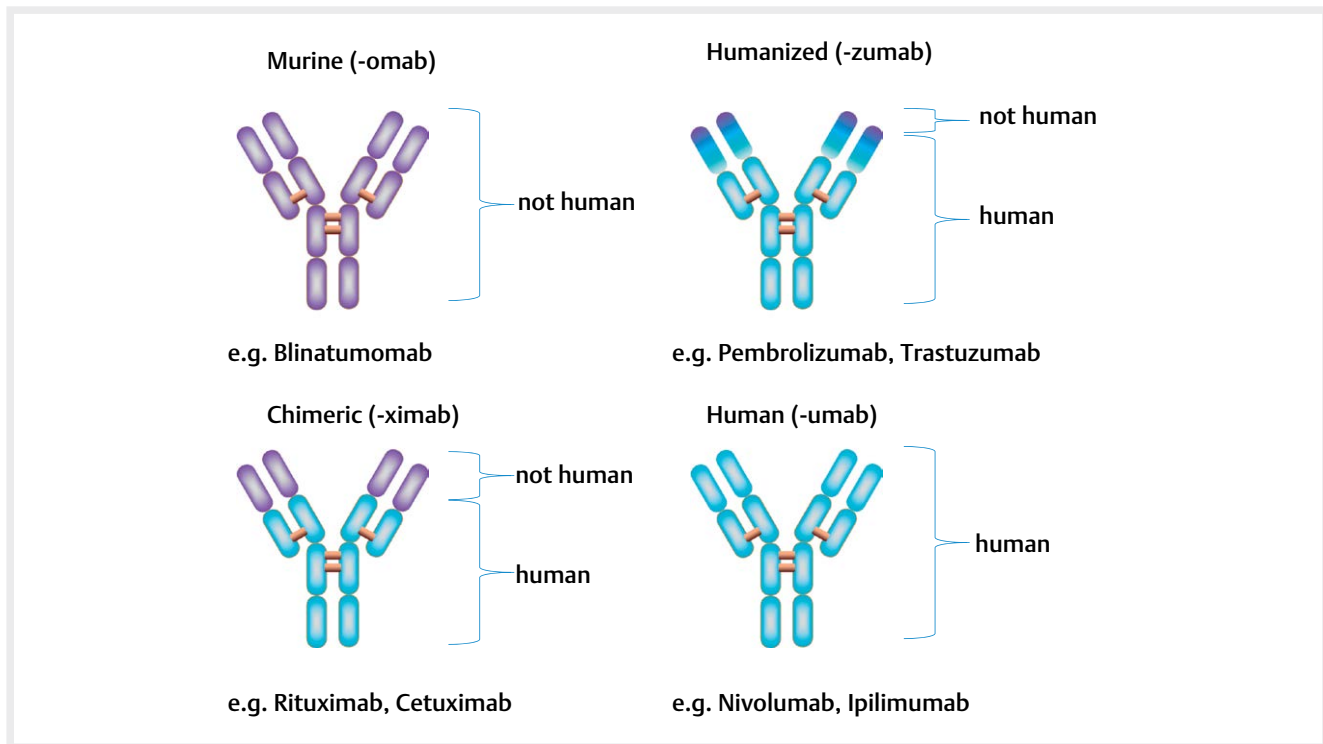 Murine (-omab)
not human
e.g. Blinatumomab
Humanized (-zumab)
not human
human
e.g. Pembrolizumab, Trastuzumab
Chimeric (-ximab)
not human
human
e.g. Rituximab, Cetuximab
Human (-umab)
human
e.g. Nivolumab, Ipilimumab